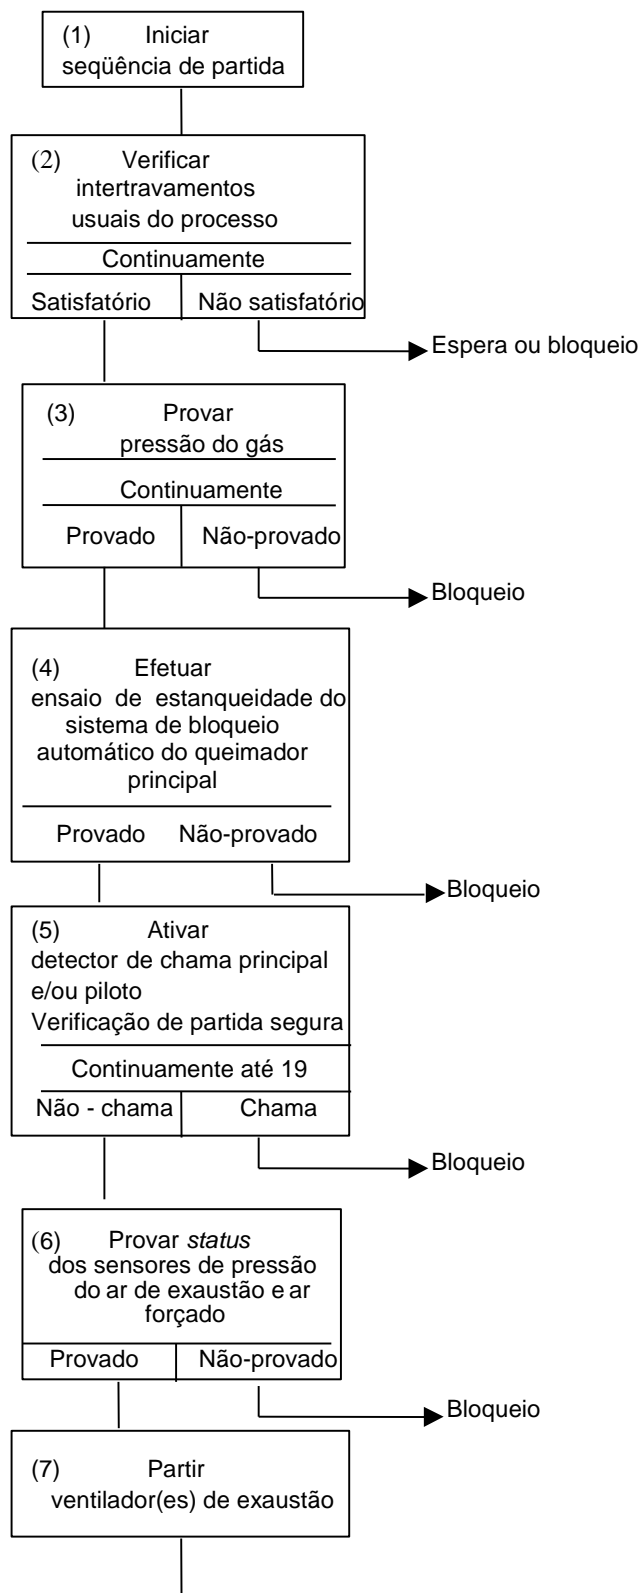 (1) Iniciar
seqüência de partida
(2) Verificar
intertravamentos
usuais do processo
Continuamente
Satisfatório Não satisfatório
Espera ou bloqueio
(3) Provar
pressão do gás
Continuamente
Provado Não-provado
Bloqueio
(4) Efetuar
ensaio de estanqueidade do
sistema de bloqueio
automático do queimador
principal
Provado Não-provado
Bloqueio
(5) Ativar
detector de chama principal
e/ou piloto
Verificação de partida segura
Continuamente até 19
Não - chama Chama
Bloqueio
(6) Provar status
dos sensores de pressão
do ar de exaustão e ar
forçado
Provado Não-provado
Bloqueio
(7) Partir
ventilador(es) de exaustão